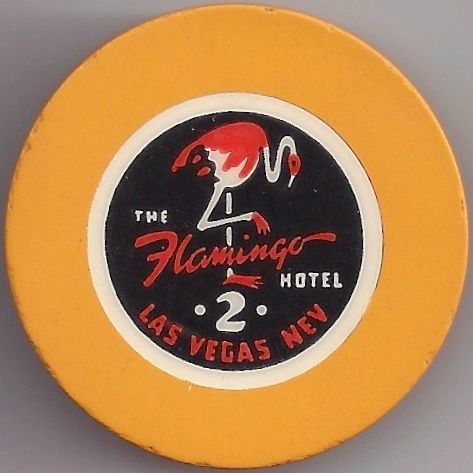 THE
Flamingo
HOTEL
· 2 ·
LAS VEGAS NEV